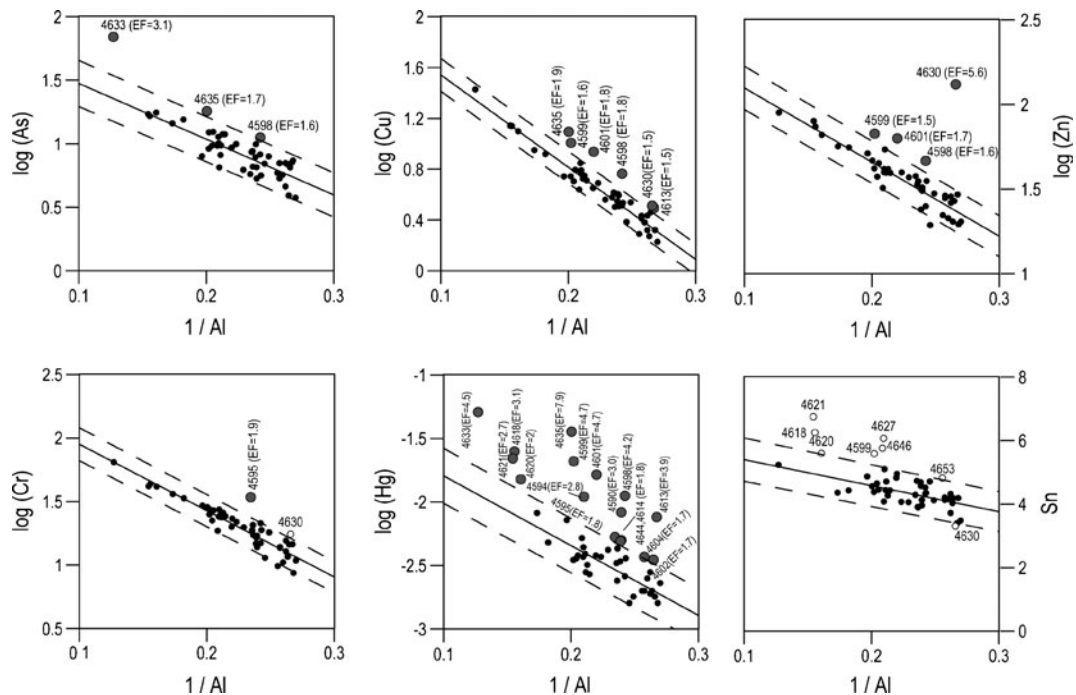 2
1.5
1
0.5
0
log (As)
4633 (EF=3.1)
4635 (EF=1.7)
4598 (EF=1.6)
0.1
0.2
0.3
1 / Al
2
1.6
1.2
0.8
0.4
0
log (Cu)
4635 (EF=1.9)
4599(EF=1.6)
4601(EF=1.8)
4598 (EF=1.8)
4630(EF=1.5)
4613(EF=1.5)
0.1
0.2
0.3
1 / Al
2.5
2
1.5
1
log (Zn)
4630 (EF=5.6)
4599 (EF=1.5)
4601(EF=1.7)
4598 (EF=1.6)
0.1
0.2
0.3
1 / Al
2.5
2
1.5
1
0.5
log (Cr)
4595 (EF=1.9)
4630
0.1
0.2
0.3
1 / Al
-1
-1.5
-2
-2.5
-3
log (Hg)
4633(EF=4.5)
4621(EF=2.7)
4618(EF=3.1)
4620(EF=2)
4635(EF=7.9)
4599(EF=4.7)
4601(EF=4.7)
4594(EF=2.8)
4595(EF=1.8)
4590(EF=3.0)
4598(EF=4.2)
4644,4614 (EF=1.8)
4613(EF=3.9)
4604(EF=1.7)
4602(EF=1.7)
0.1
0.2
0.3
1 / Al
8
6
4
2
0
Sn
4621
4618
4620
4627
4599
4646
4653
4630
0.1
0.2
0.3
1 / Al